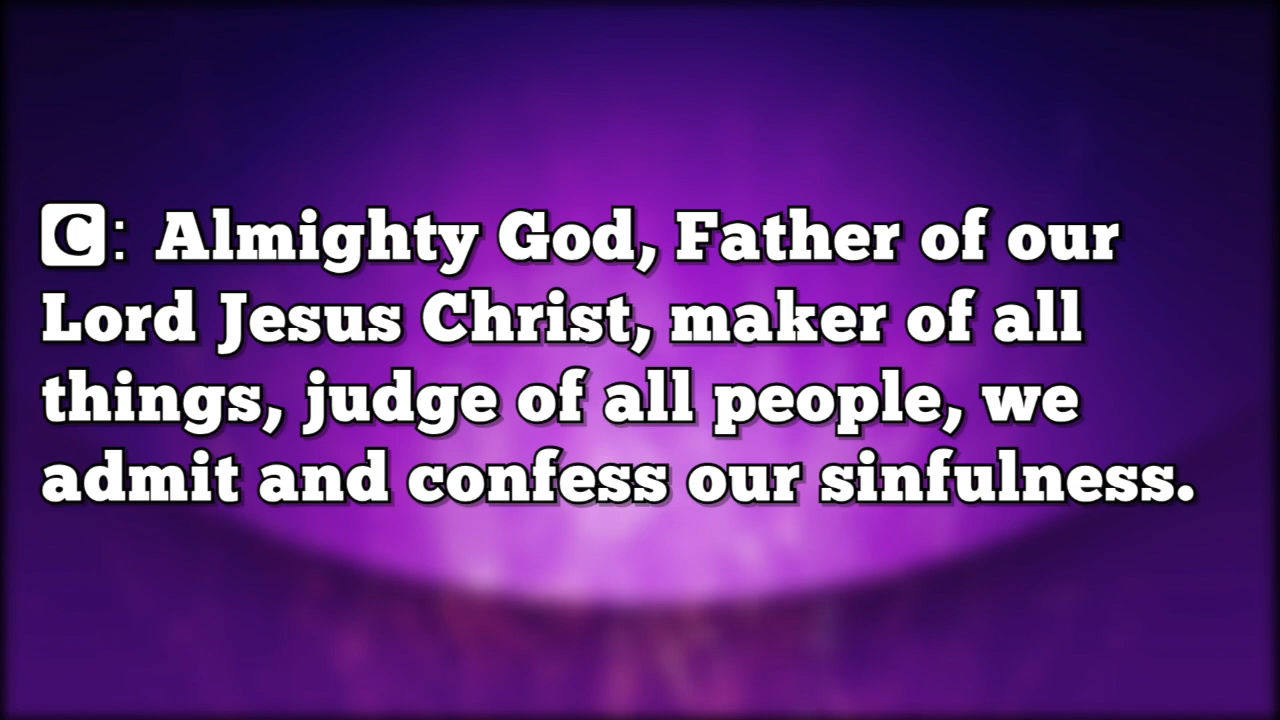 C: Almighty God, Father of our
Lord Jesus Christ, maker of all
things, judge of all people, we
admit and confess our sinfulness.